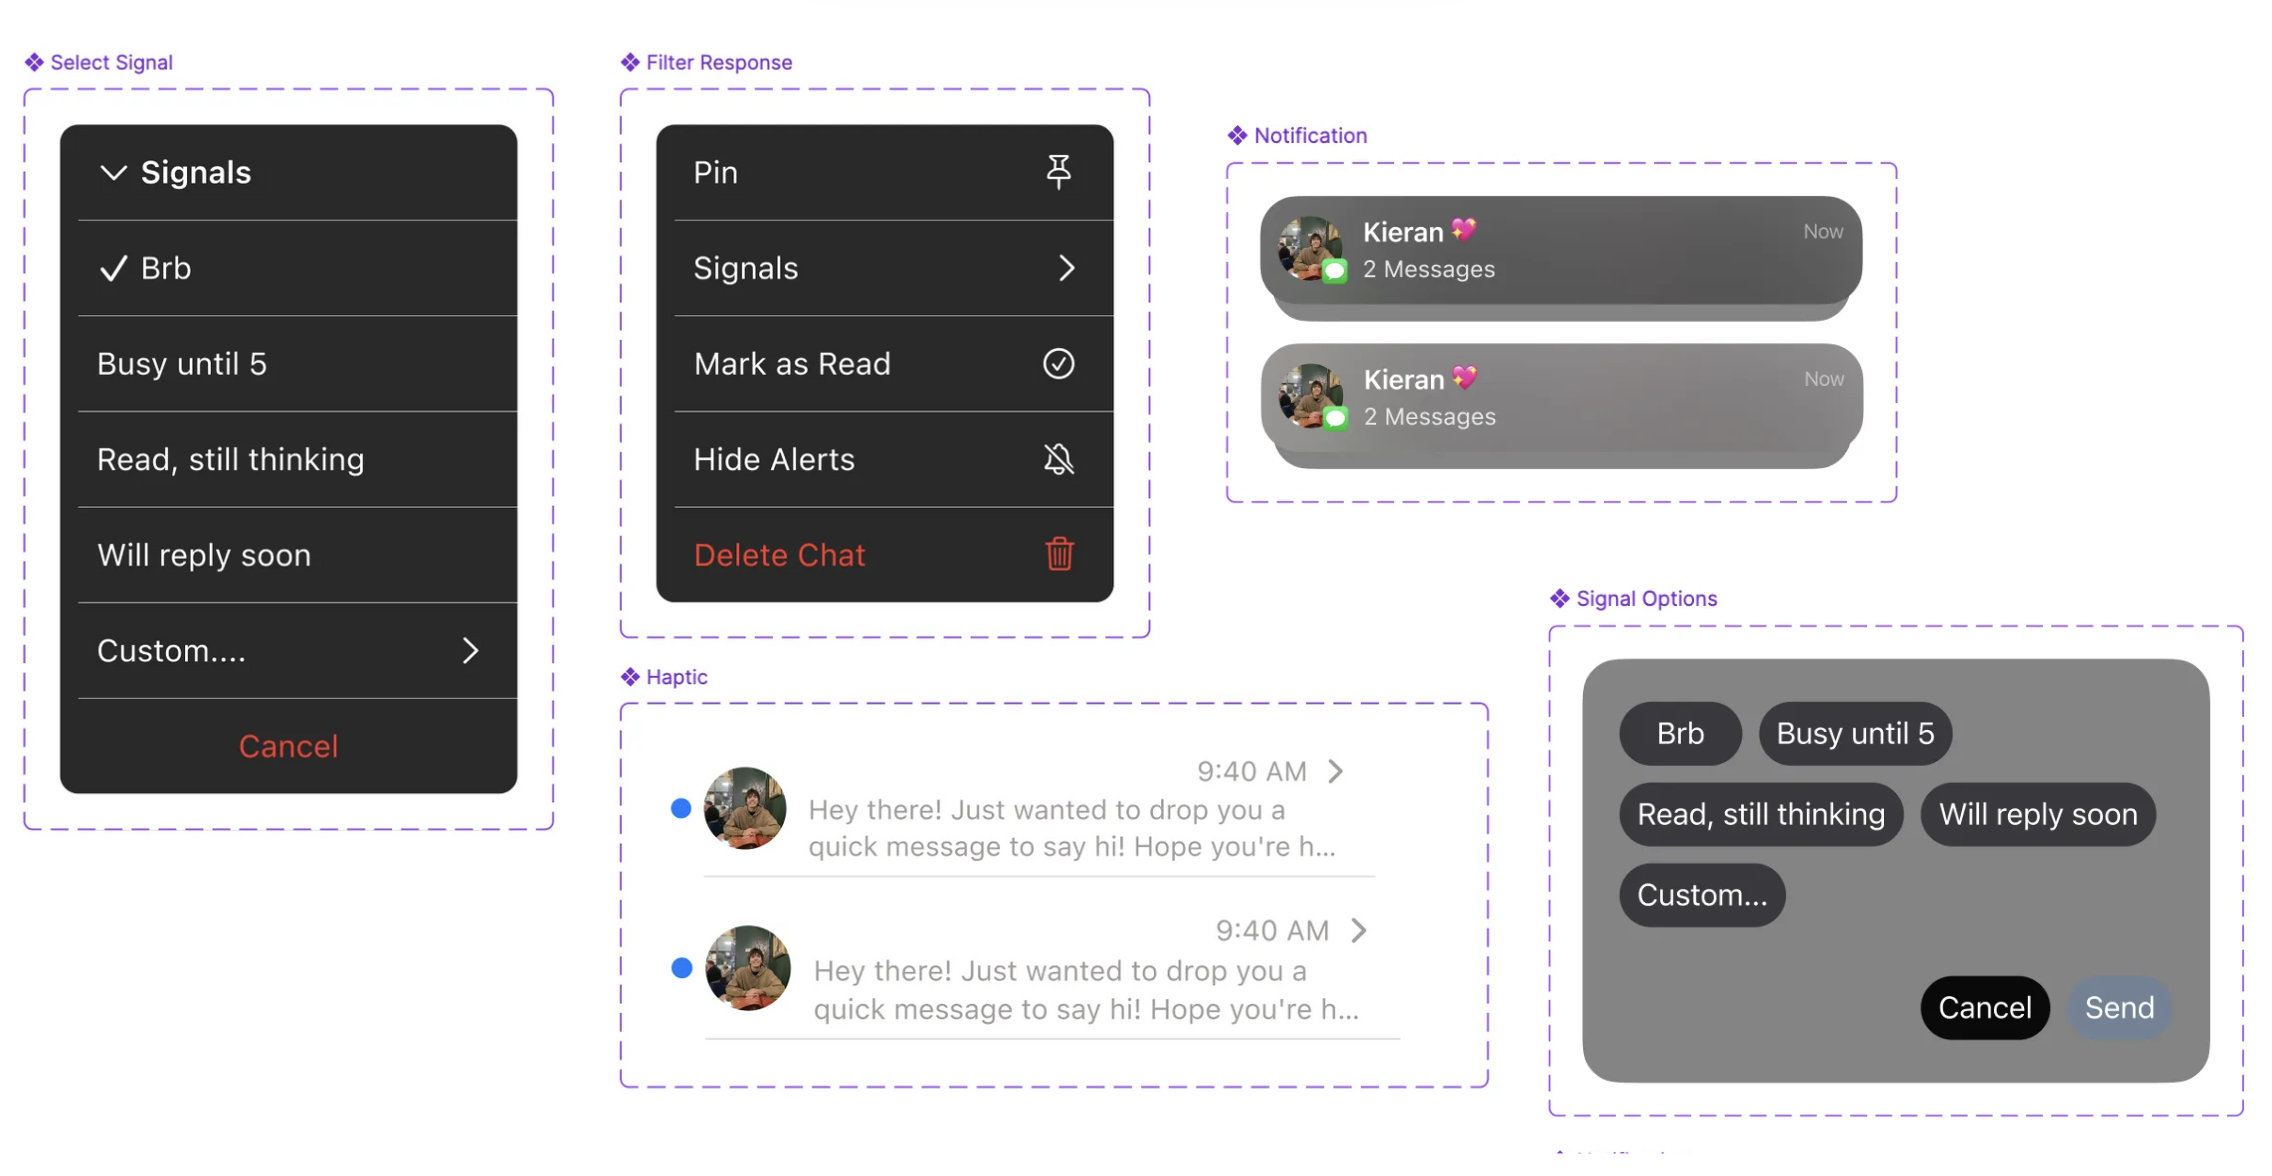 Select Signal
Signals
Brb
Busy until 5
Read, still thinking
Will reply soon
Custom....
Cancel
Filter Response
Pin
Signals
Mark as Read
Hide Alerts
Delete Chat
Notification
Kieran 💖
Now
2 Messages
Kieran 💖
Now
2 Messages
Haptic
9:40 AM
Hey there! Just wanted to drop you a
quick message to say hi! Hope you're h...
9:40 AM
Hey there! Just wanted to drop you a
quick message to say hi! Hope you're h...
Signal Options
Brb
Busy until 5
Read, still thinking
Will reply soon
Custom...
Cancel
Send